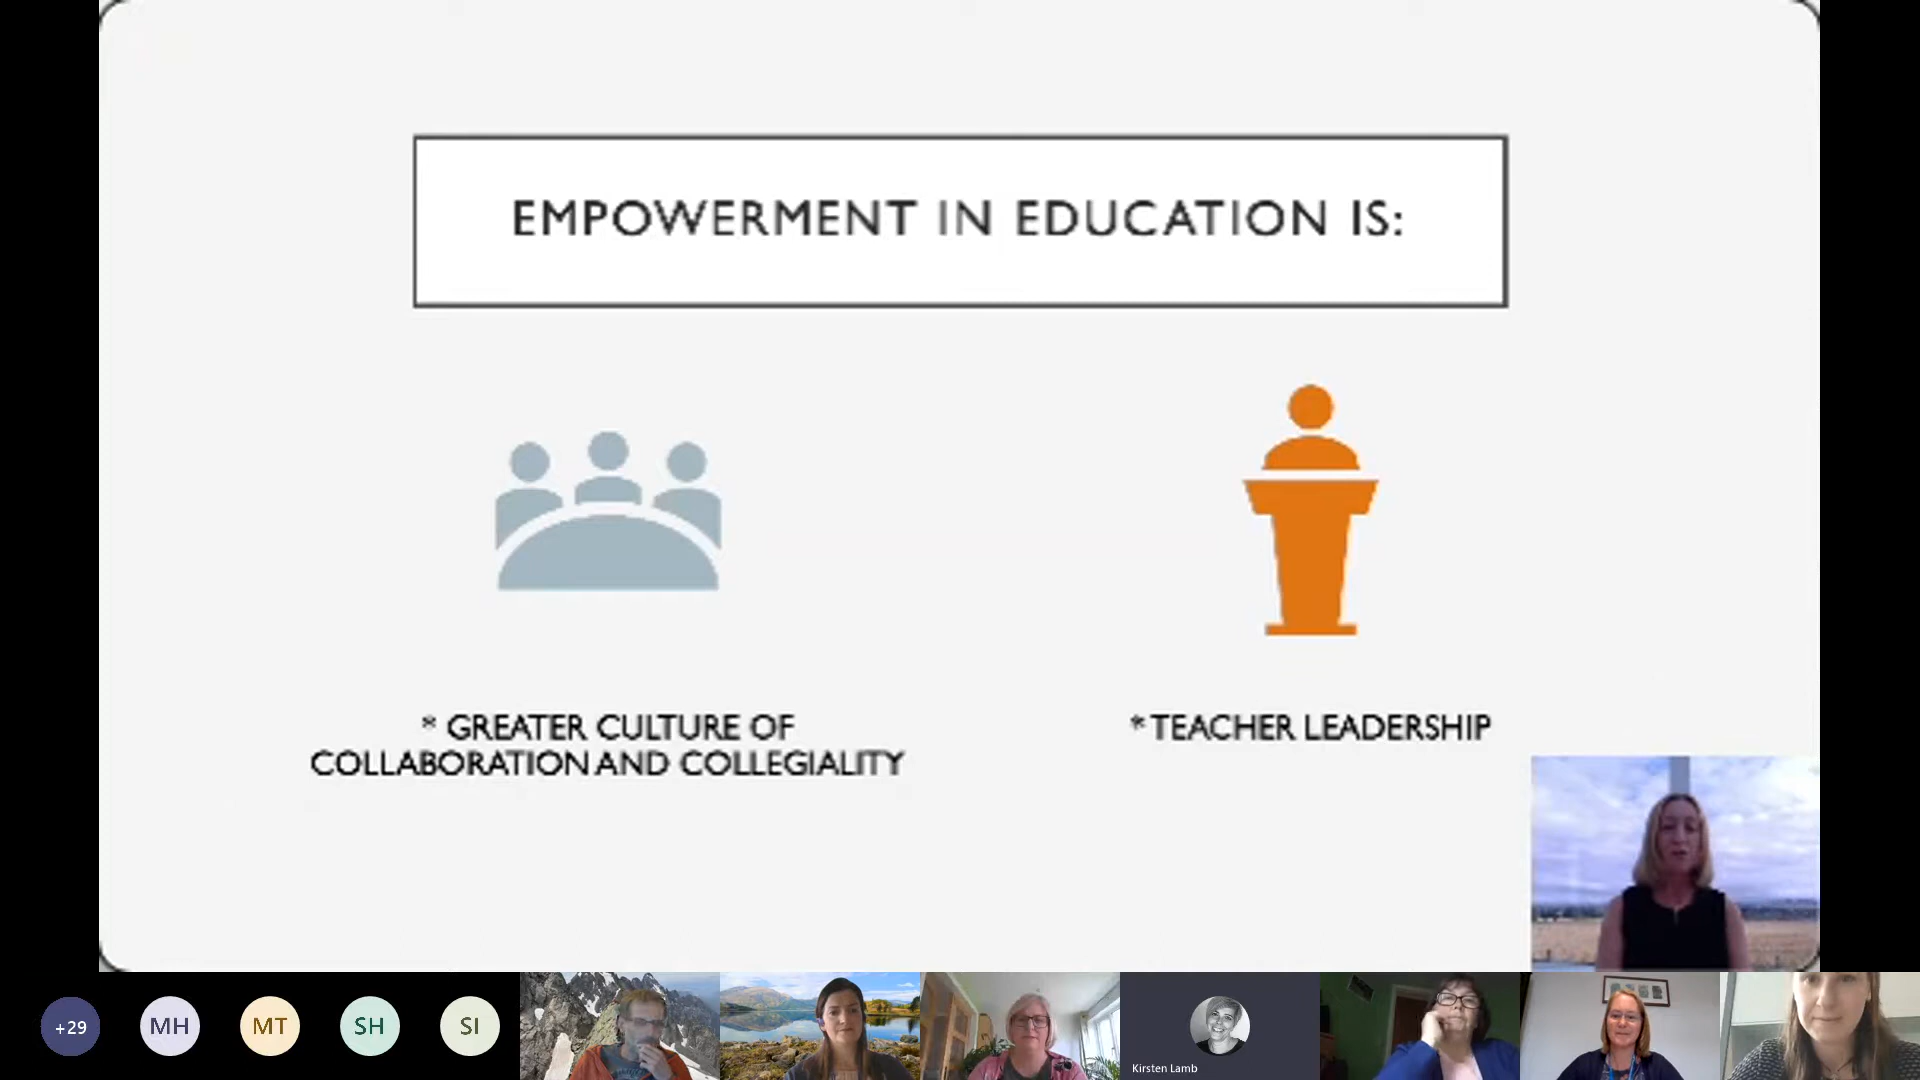 EMPOWERMENT IN EDUCATION IS:
* GREATER CULTURE OF
COLLABORATION AND COLLEGIALITY
* TEACHER LEADERSHIP
+29
MH
MT
SH
SI
Kirsten Lamb